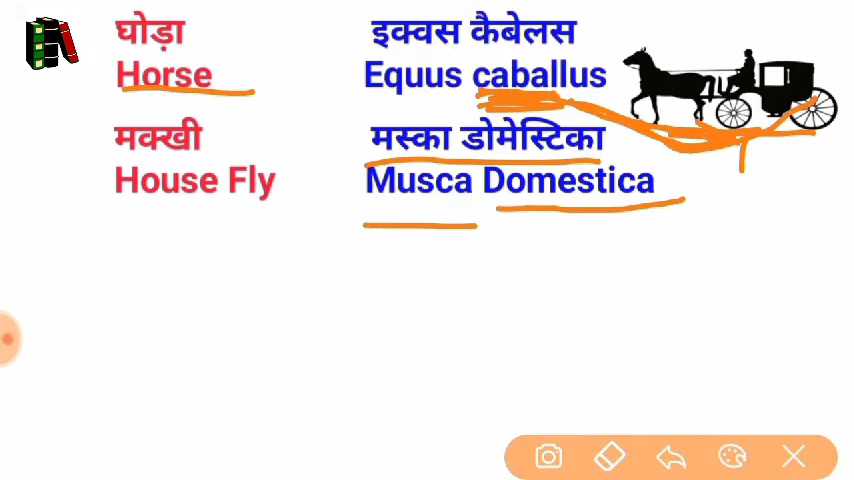 घोड़ा इक्वस कैबेलस
Horse Equus caballus
मक्खी मस्का डोमेस्टिका
House Fly Musca Domestica